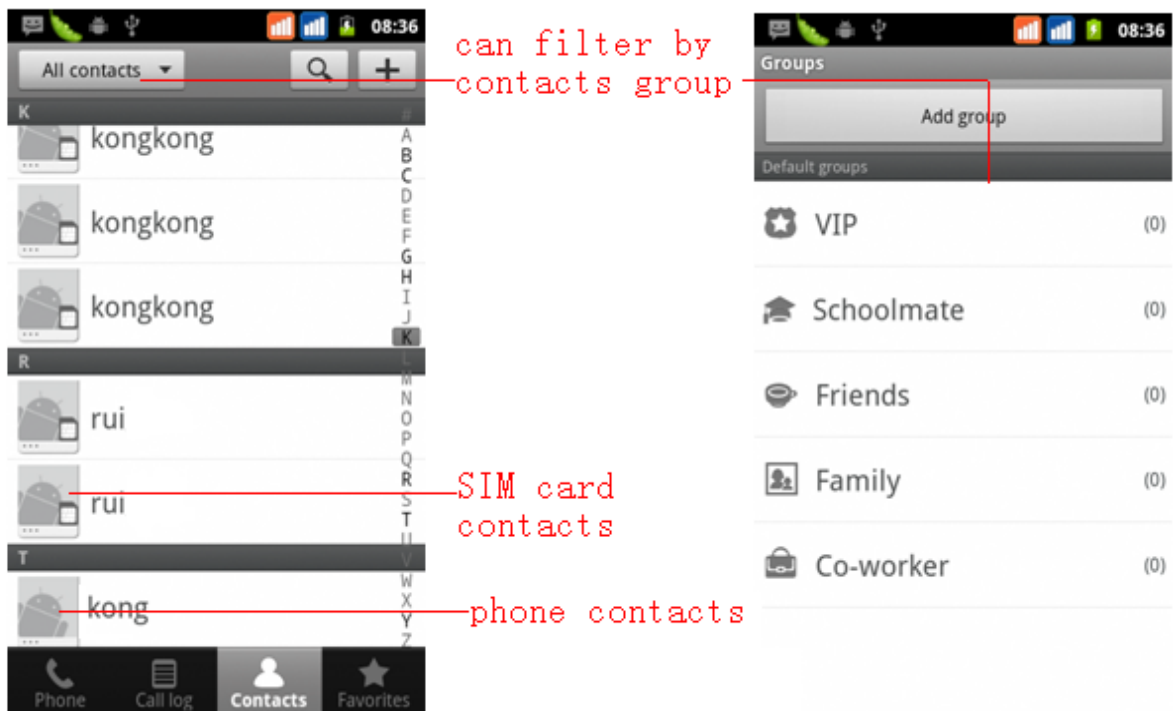 08:36
All contacts
K
kongkong
kongkong
kongkong
R
rui
rui
T
kong
#
A
B
C
D
E
F
G
H
I
J
K
L
M
N
O
P
Q
R
S
T
U
V
W
X
Y
Z
Phone
Call log
Contacts
Favorites
can filter by
contacts group
SIM card
contacts
phone contacts
08:36
Groups
Add group
Default groups
VIP (0)
Schoolmate (0)
Friends (0)
Family (0)
Co-worker (0)